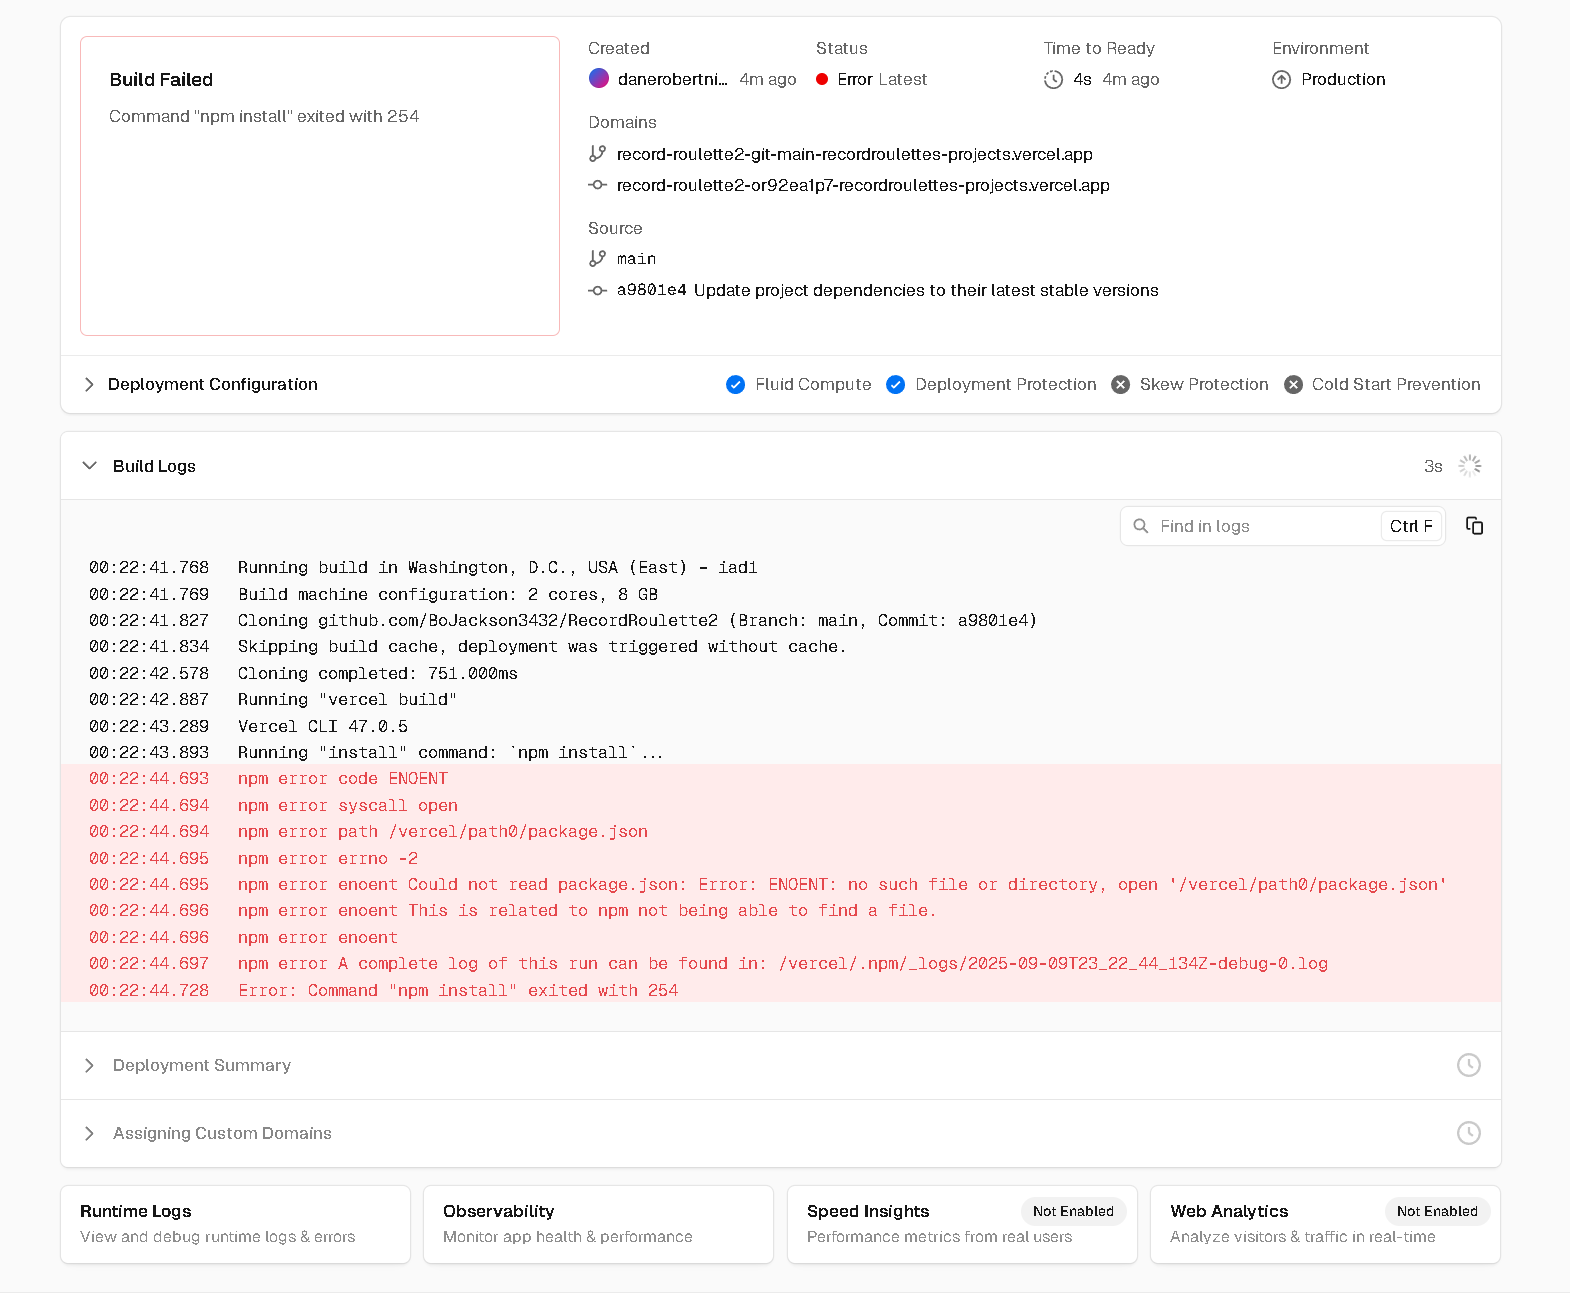 Build Failed
Command "npm install" exited with 254
Created
danerobertni... 4m ago
Status
Error Latest
Time to Ready
4s 4m ago
Environment
Production
Domains
record-roulette2-git-main-recordroulettes-projects.vercel.app
record-roulette2-or92ea1p7-recordroulettes-projects.vercel.app
Source
main
a9801e4 Update project dependencies to their latest stable versions
Deployment Configuration
Fluid Compute
Deployment Protection
Skew Protection
Cold Start Prevention
Build Logs
3s
Find in logs
Ctrl F
00:22:41.768 Running build in Washington, D.C., USA (East) – iad1
00:22:41.769 Build machine configuration: 2 cores, 8 GB
00:22:41.827 Cloning github.com/BoJackson3432/RecordRoulette2 (Branch: main, Commit: a9801e4)
00:22:41.834 Skipping build cache, deployment was triggered without cache.
00:22:42.578 Cloning completed: 751.000ms
00:22:42.887 Running "vercel build"
00:22:43.289 Vercel CLI 47.0.5
00:22:43.893 Running "install" command: `npm install`...
00:22:44.693 npm error code ENOENT
00:22:44.694 npm error syscall open
00:22:44.694 npm error path /vercel/path0/package.json
00:22:44.695 npm error errno -2
00:22:44.695 npm error enoent Could not read package.json: Error: ENOENT: no such file or directory, open '/vercel/path0/package.json'
00:22:44.696 npm error enoent This is related to npm not being able to find a file.
00:22:44.696 npm error enoent
00:22:44.697 npm error A complete log of this run can be found in: /vercel/.npm/_logs/2025-09-09T23_22_44_134Z-debug-0.log
00:22:44.728 Error: Command "npm install" exited with 254
Deployment Summary
Assigning Custom Domains
Runtime Logs
View and debug runtime logs & errors
Observability
Monitor app health & performance
Speed Insights
Not Enabled
Performance metrics from real users
Web Analytics
Not Enabled
Analyze visitors & traffic in real-time